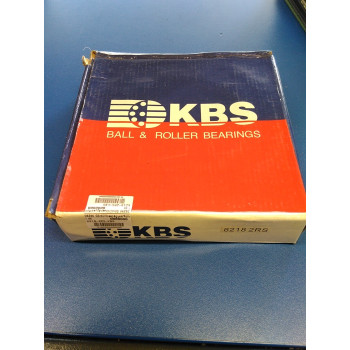 KBS
BALL & ROLLER BEARINGS
KBS
6218 2RS